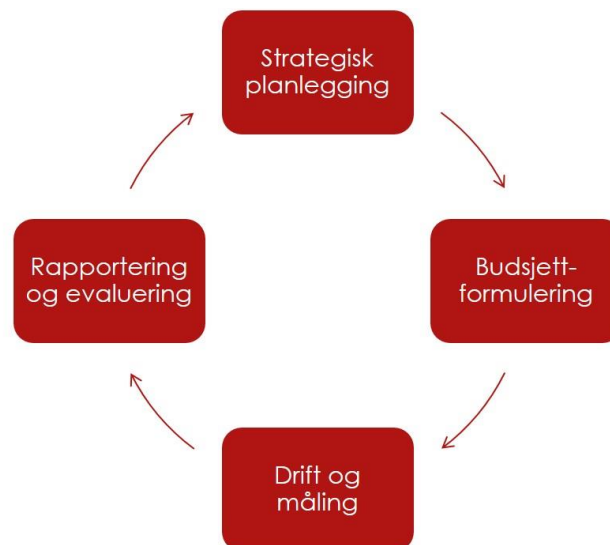 Strategisk
planlegging
Rapportering
og evaluering
Budsjett-
formulering
Drift og
måling